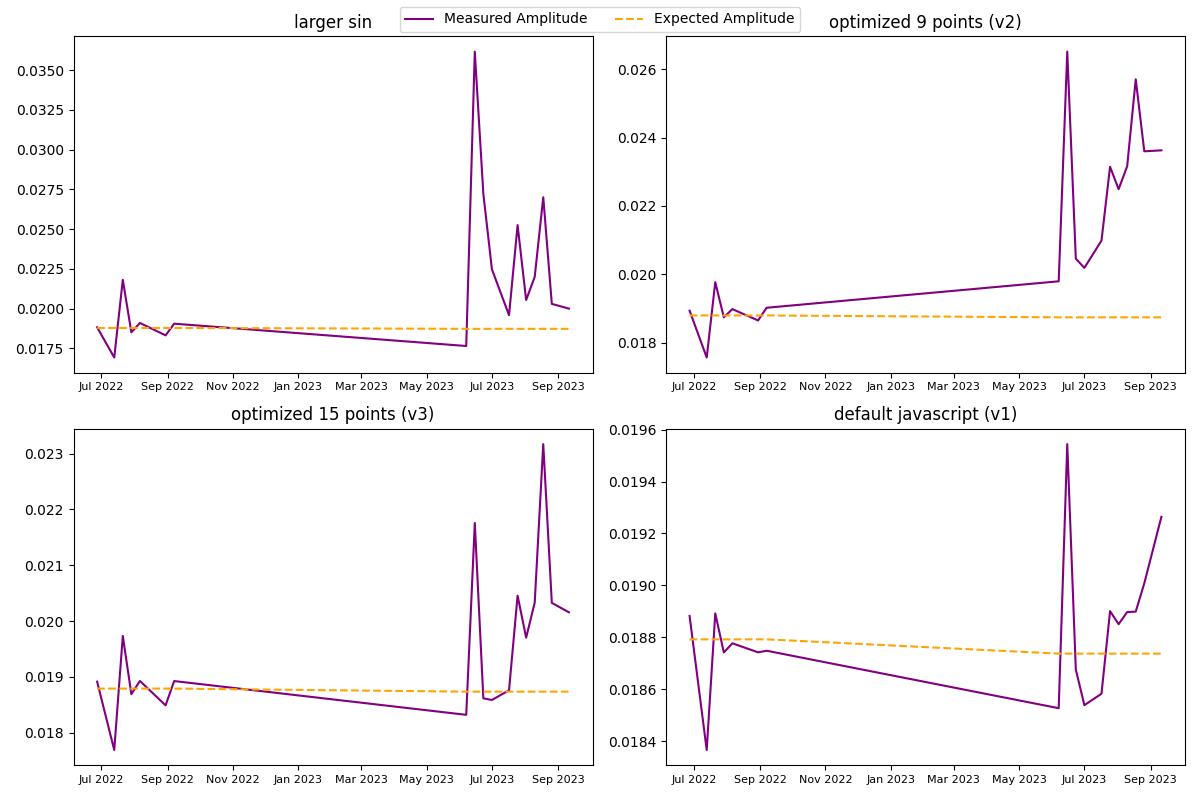 Measured Amplitude
Expected Amplitude
larger sin
0.0350
0.0325
0.0300
0.0275
0.0250
0.0225
0.0200
0.0175
Jul 2022 Sep 2022 Nov 2022 Jan 2023 Mar 2023 May 2023 Jul 2023 Sep 2023
optimized 9 points (v2)
0.026
0.024
0.022
0.020
0.018
Jul 2022 Sep 2022 Nov 2022 Jan 2023 Mar 2023 May 2023 Jul 2023 Sep 2023
optimized 15 points (v3)
0.023
0.022
0.021
0.020
0.019
0.018
Jul 2022 Sep 2022 Nov 2022 Jan 2023 Mar 2023 May 2023 Jul 2023 Sep 2023
default javascript (v1)
0.0196
0.0194
0.0192
0.0190
0.0188
0.0186
0.0184
Jul 2022 Sep 2022 Nov 2022 Jan 2023 Mar 2023 May 2023 Jul 2023 Sep 2023